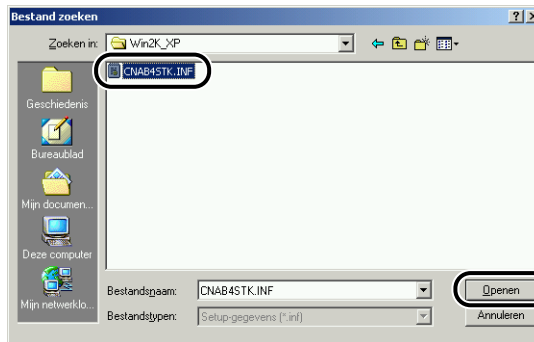 Bestand zoeken
Zoeken in: Win2K_XP
CNAB4STK.INF
Geschiedenis
Bureaublad
Mijn documen...
Deze computer
Mijn netwerklo...
Bestandsnaam: CNAB4STK.INF
Openen
Bestandstypen: Setup-gegevens (*.inf)
Annuleren